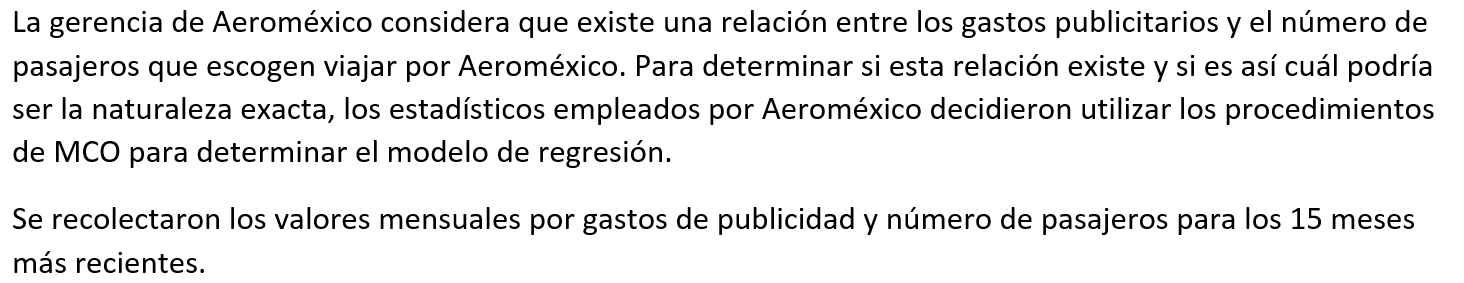 La gerencia de Aeroméxico considera que existe una relación entre los gastos publicitarios y el número de
pasajeros que escogen viajar por Aeroméxico. Para determinar si esta relación existe y si es así cuál podría
ser la naturaleza exacta, los estadísticos empleados por Aeroméxico decidieron utilizar los procedimientos
de MCO para determinar el modelo de regresión.
Se recolectaron los valores mensuales por gastos de publicidad y número de pasajeros para los 15 meses
más recientes.